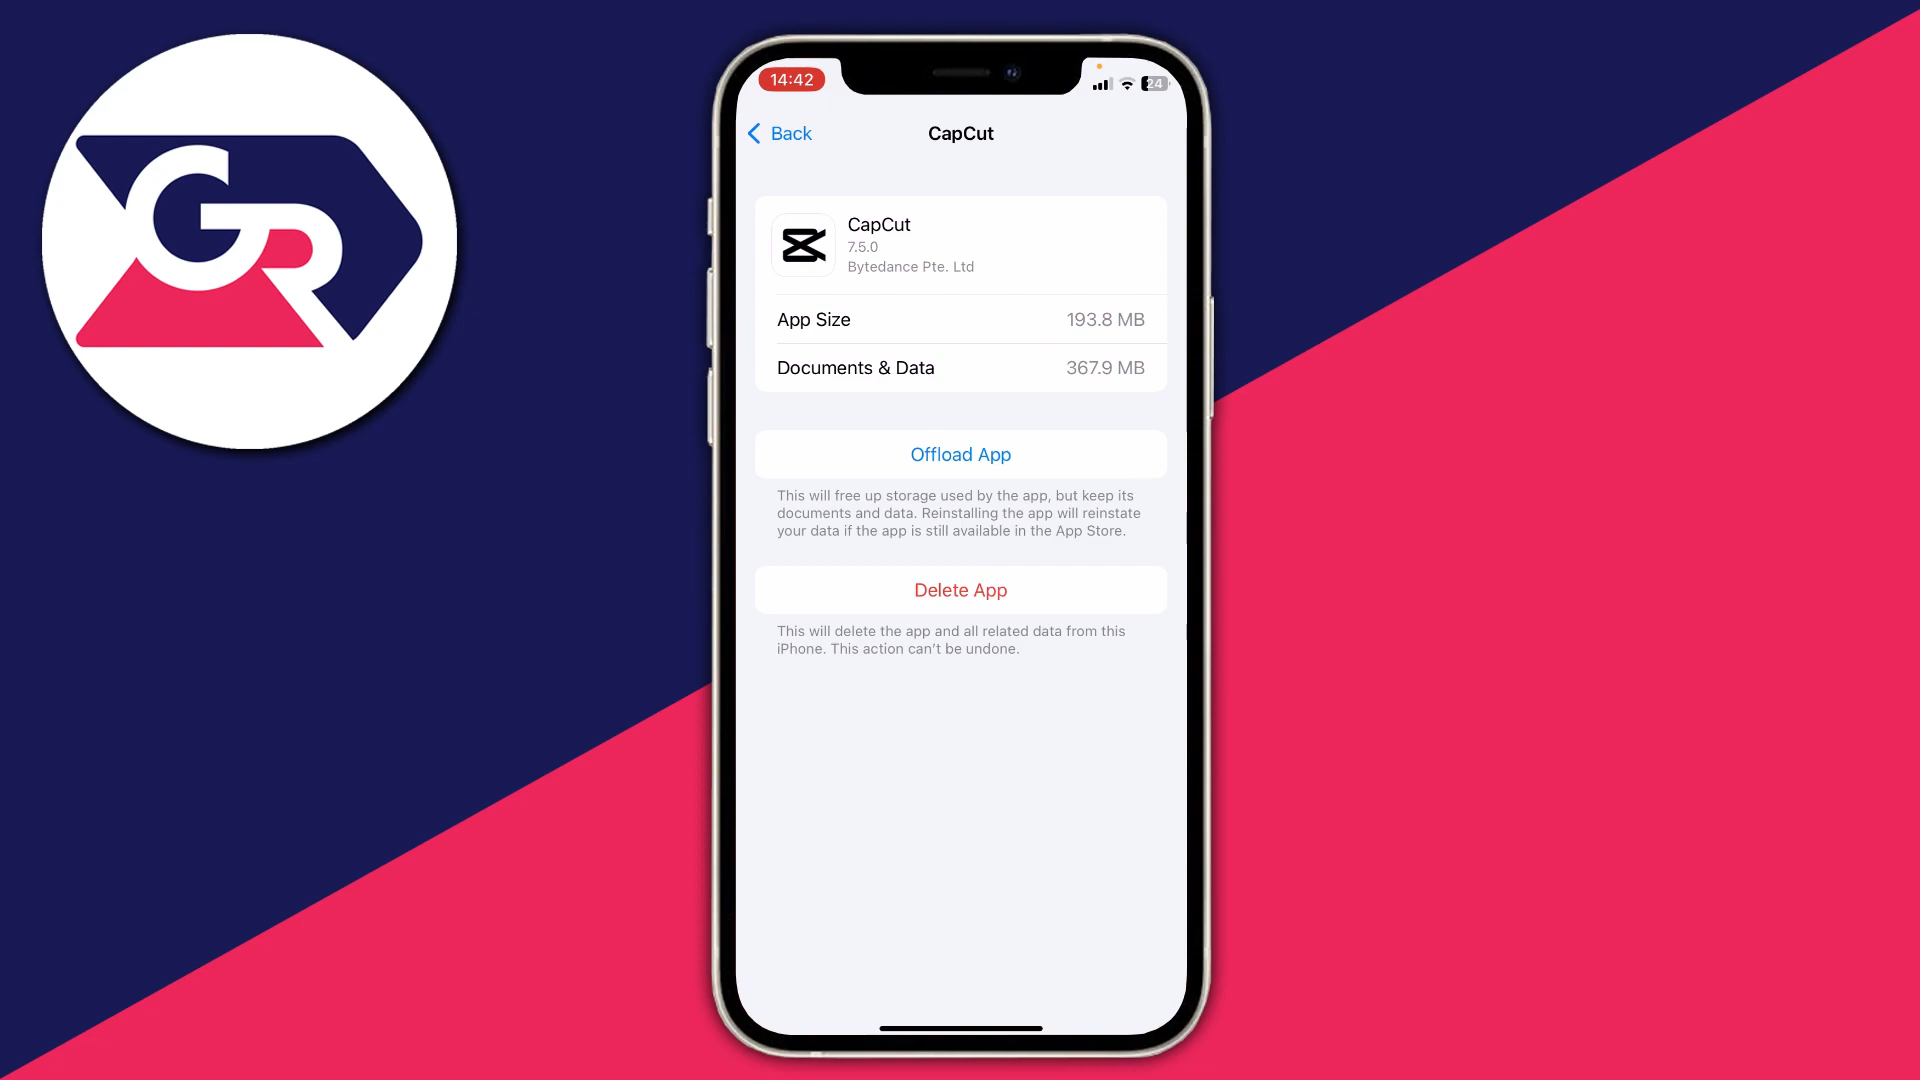 GR
14:42
24
Back
CapCut
CapCut
7.5.0
Bytedance Pte. Ltd
App Size 193.8 MB
Documents & Data 367.9 MB
Offload App
This will free up storage used by the app, but keep its
documents and data. Reinstalling the app will reinstate
your data if the app is still available in the App Store.
Delete App
This will delete the app and all related data from this
iPhone. This action can't be undone.